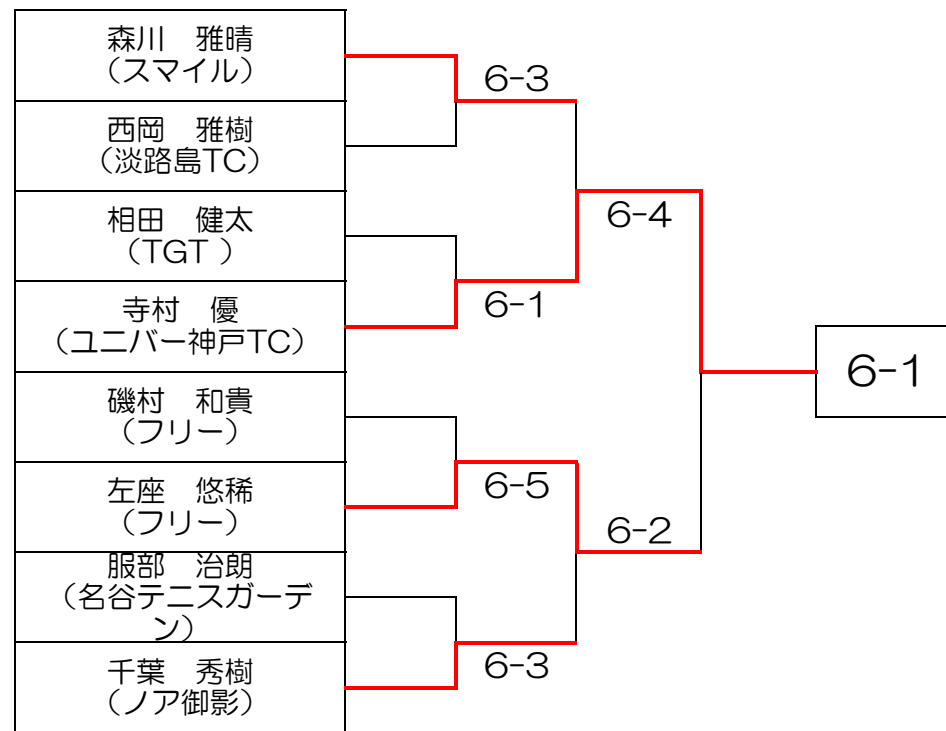 森川　雅晴
（スマイル）
西岡　雅樹
（淡路島TC）
相田　健太
（TGT ）
寺村　優
（ユニバー神戸TC）
磯村　和貴
（フリー）
左座　悠稀
（フリー）
服部　治朗
（名谷テニスガーデ
ン）
千葉　秀樹
（ノア御影）
6-3
6-1
6-5
6-3
6-4
6-2
6-1